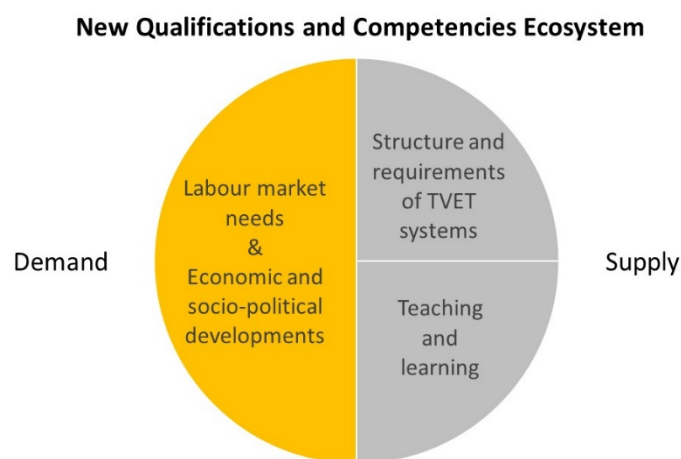 New Qualifications and Competencies Ecosystem
Demand
Labour market
needs
&
Economic and
socio-political
developments
Structure and
requirements
of TVET
systems
Teaching
and
learning
Supply